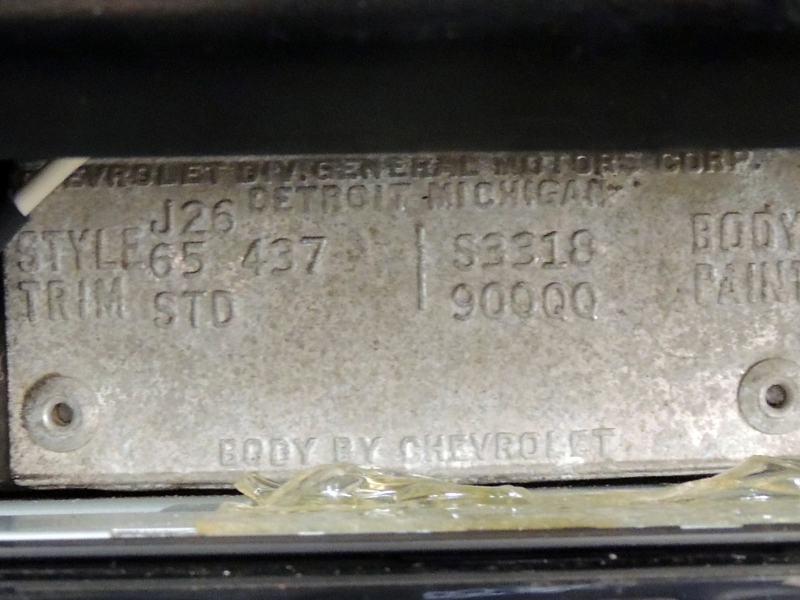 CHEVROLET DIV. GENERAL MOTORS CORP.
DETROIT MICHIGAN
J26
STYLE 65 437 S3318 BODY
TRIM STD 900QQ PAINT
BODY BY CHEVROLET